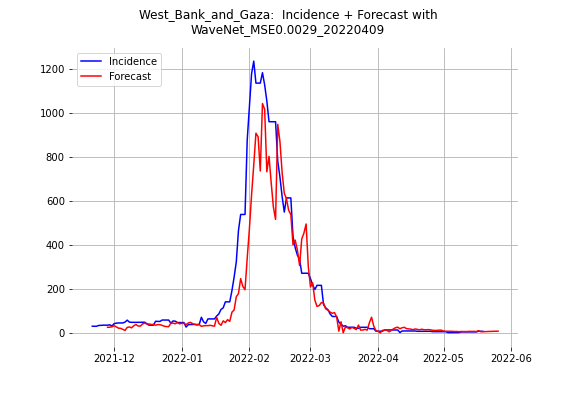 West_Bank_and_Gaza:  Incidence + Forecast with
WaveNet_MSE0.0029_20220409
Incidence
Forecast
1200
1000
800
600
400
200
0
2021-12 2022-01 2022-02 2022-03 2022-04 2022-05 2022-06